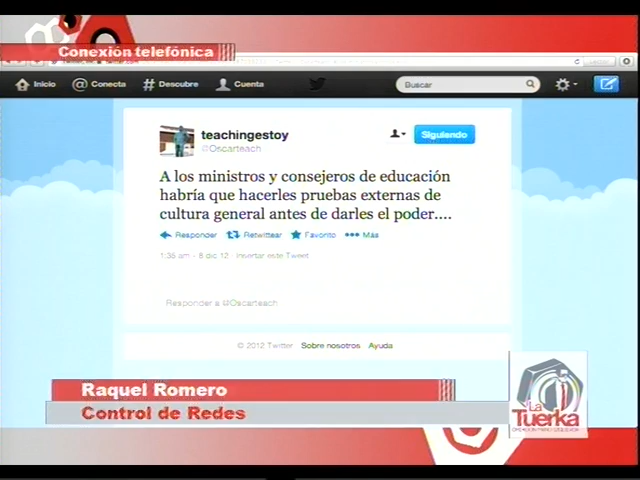 Conexión telefónica
Inicio
Conecta
Descubre
Cuenta
Buscar
teachingestoy
@Oscarteach
Siguiendo
A los ministros y consejeros de educación
habría que hacerles pruebas externas de
cultura general antes de darles el poder....
Responder
Retwittear
Favorito
Más
1:36 am - 8 dic 12 · Insertar este Tweet
Responder a @Oscarteach
© 2012 Twitter
Sobre nosotros
Ayuda
Raquel Romero
Control de Redes
La
Tuerka